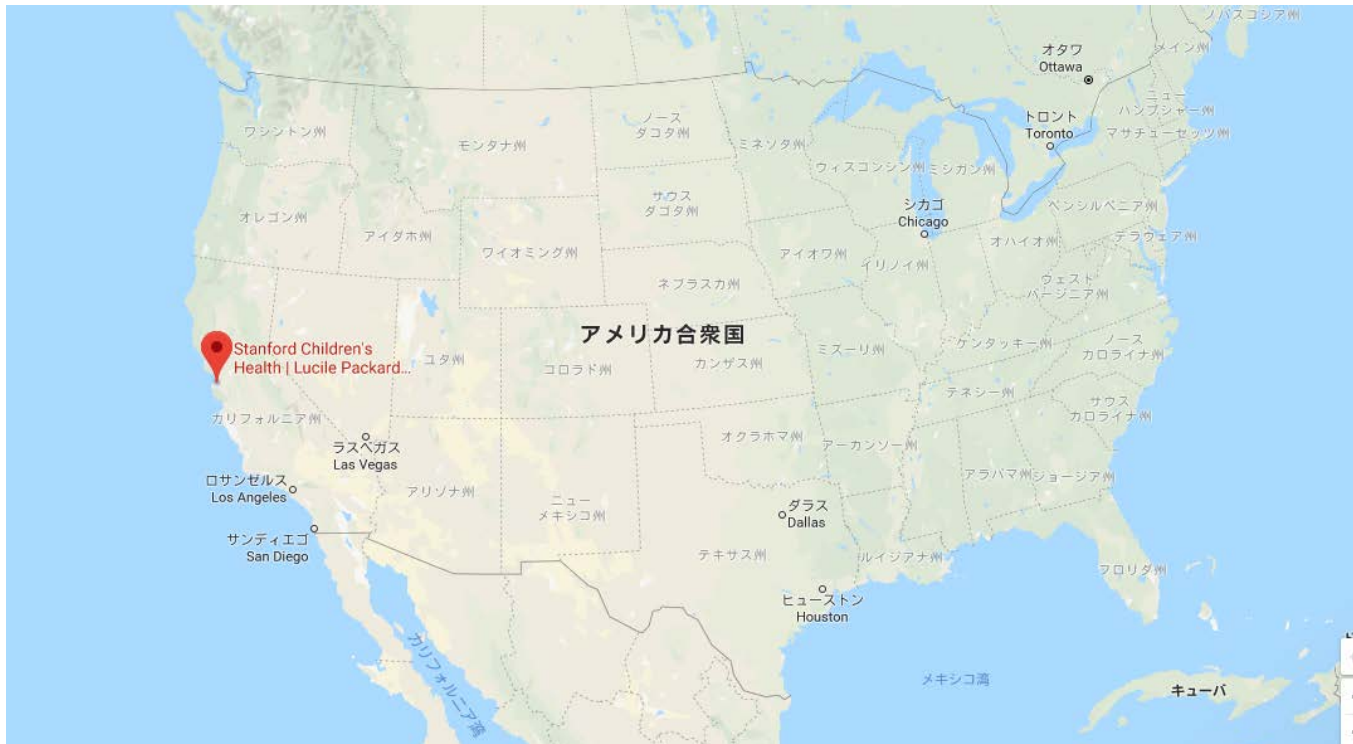 ノバスコシア州
オタワ
Ottawa
メイン州
ニュー
ハンプシャー州
トロント
Toronto
マサチューセッツ州
ワシントン州
モンタナ州
ノース
ダコタ州
ミネソタ州
ウィスコンシン州
ミシガン州
サウス
ダコタ州
シカゴ
Chicago
ペンシルベニア州
オレゴン州
アイダホ州
ワイオミング州
アイオワ州
イリノイ州
オハイオ州
デラウェア州
ネブラスカ州
ウェスト
バージニア州
アメリカ合衆国
Stanford Children's
Health | Lucile Packard...
ユタ州
コロラド州
カンザス州
ミズーリ州
ケンタッキー州
ノース
カロライナ州
カリフォルニア州
テネシー州
サウス
カロライナ州
ラスベガス
Las Vegas
オクラホマ州
アーカンソー州
ロサンゼルス
Los Angeles
アリゾナ州
ニュー
メキシコ州
アラバマ州
ジョージア州
ダラス
Dallas
サンディエゴ
San Diego
テキサス州
ルイジアナ州
フロリダ州
ヒューストン
Houston
カリフォルニア湾
メキシコ湾
キューバ